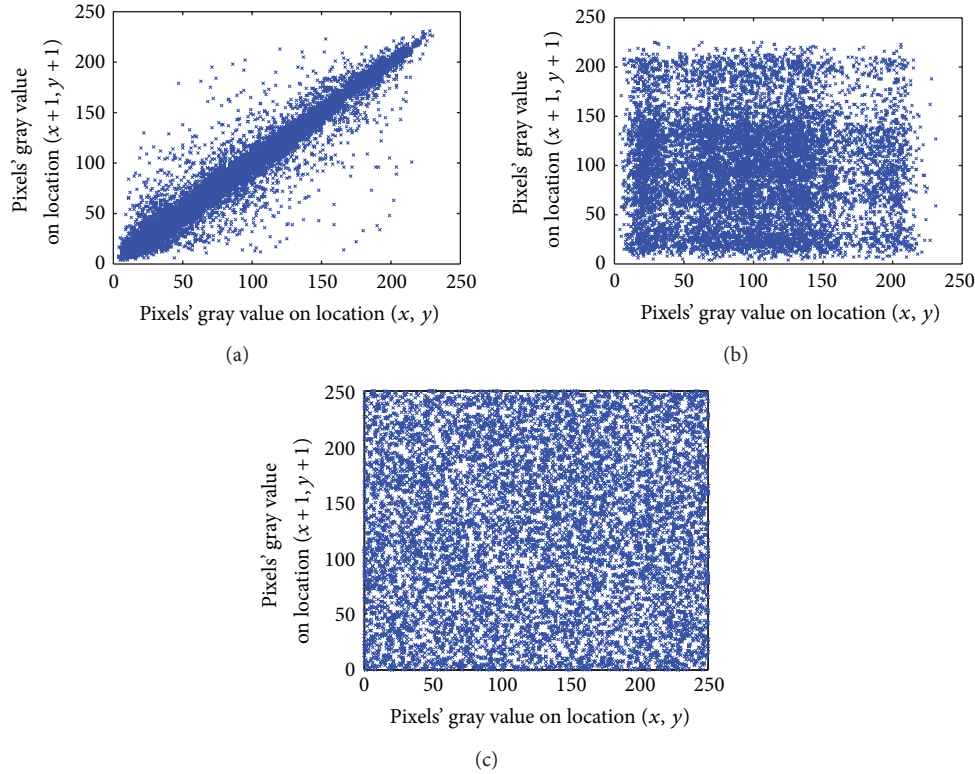 250
200
150
100
50
0
Pixels' gray value
on location (x + 1, y + 1)
0 50 100 150 200 250
Pixels' gray value on location (x, y)
(a)
250
200
150
100
50
0
Pixels' gray value
on location (x + 1, y + 1)
0 50 100 150 200 250
Pixels' gray value on location (x, y)
(b)
250
200
150
100
50
0
Pixels' gray value
on location (x + 1, y + 1)
0 50 100 150 200 250
Pixels' gray value on location (x, y)
(c)